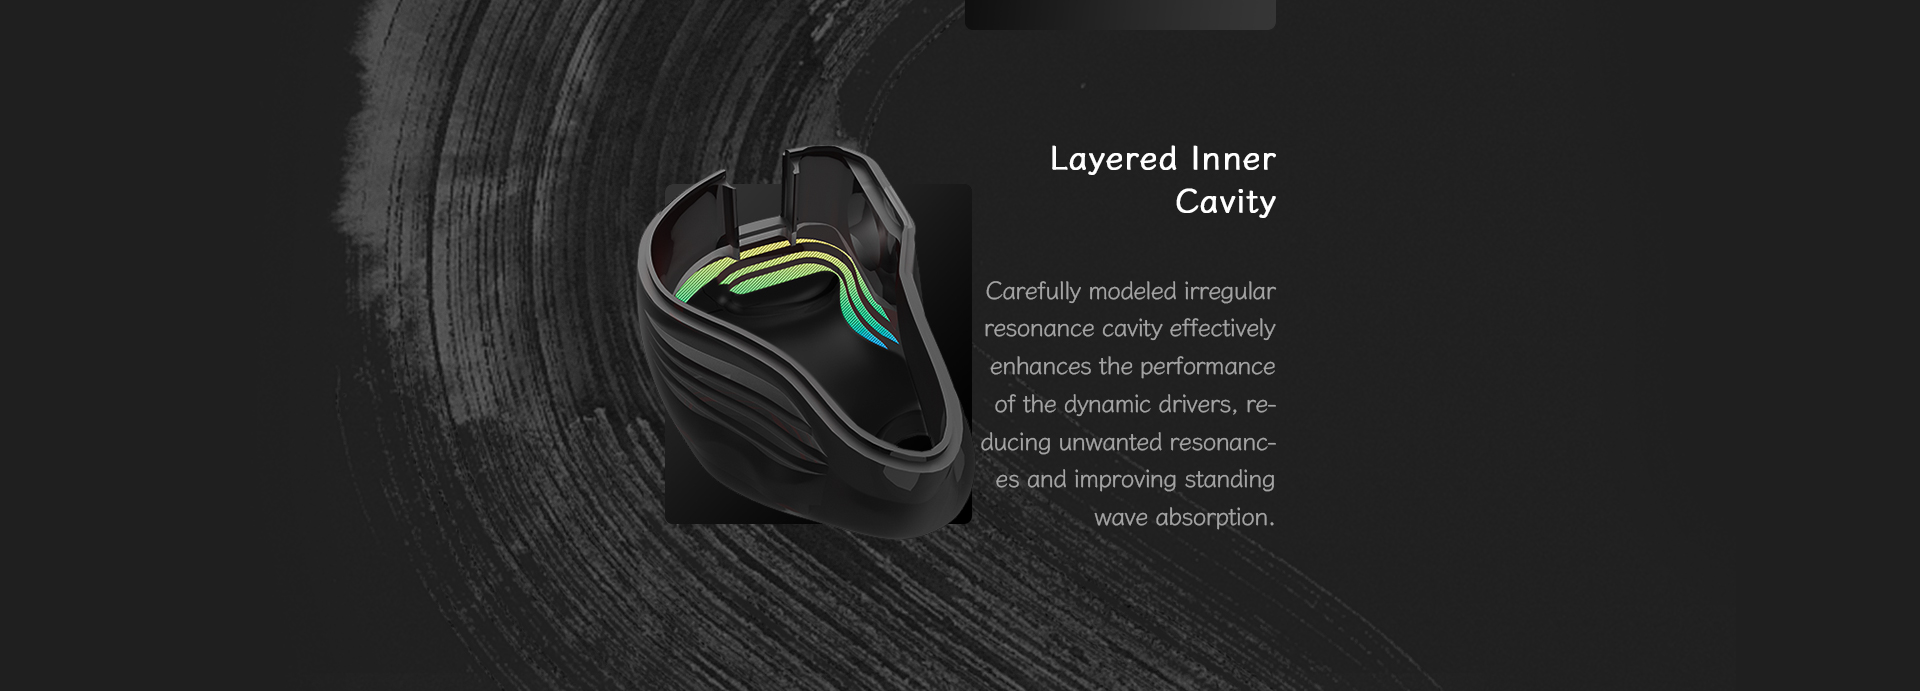 Layered Inner
Cavity
Carefully modeled irregular
resonance cavity effectively
enhances the performance
of the dynamic drivers, re-
ducing unwanted resonanc-
es and improving standing
wave absorption.